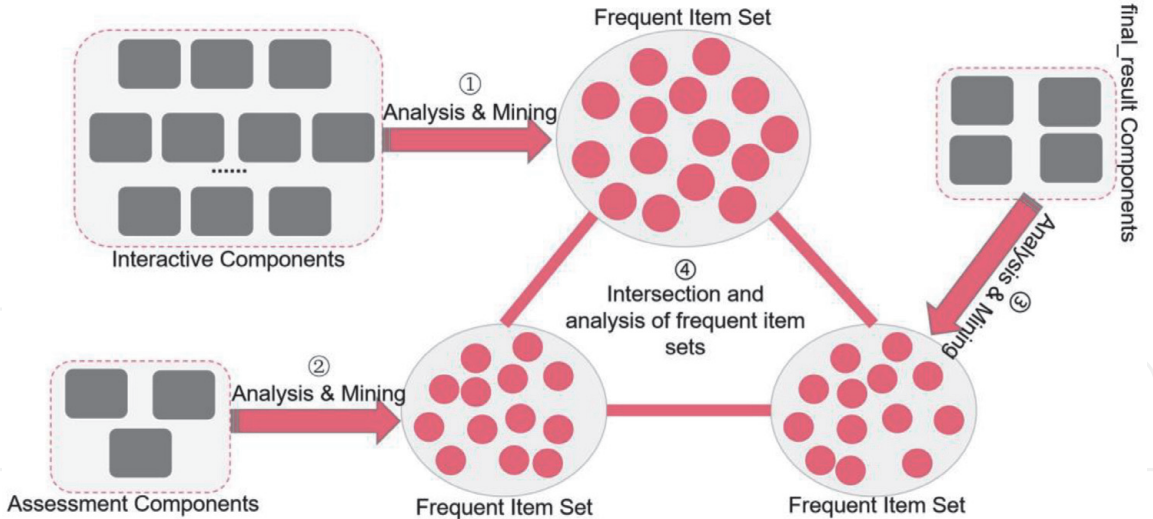 Frequent Item Set
①
Analysis & Mining
......
Interactive Components
final_result Components
③
Analysis & Mining
④
Intersection and
analysis of frequent item
sets
②
Analysis & Mining
Assessment Components
Frequent Item Set
Frequent Item Set